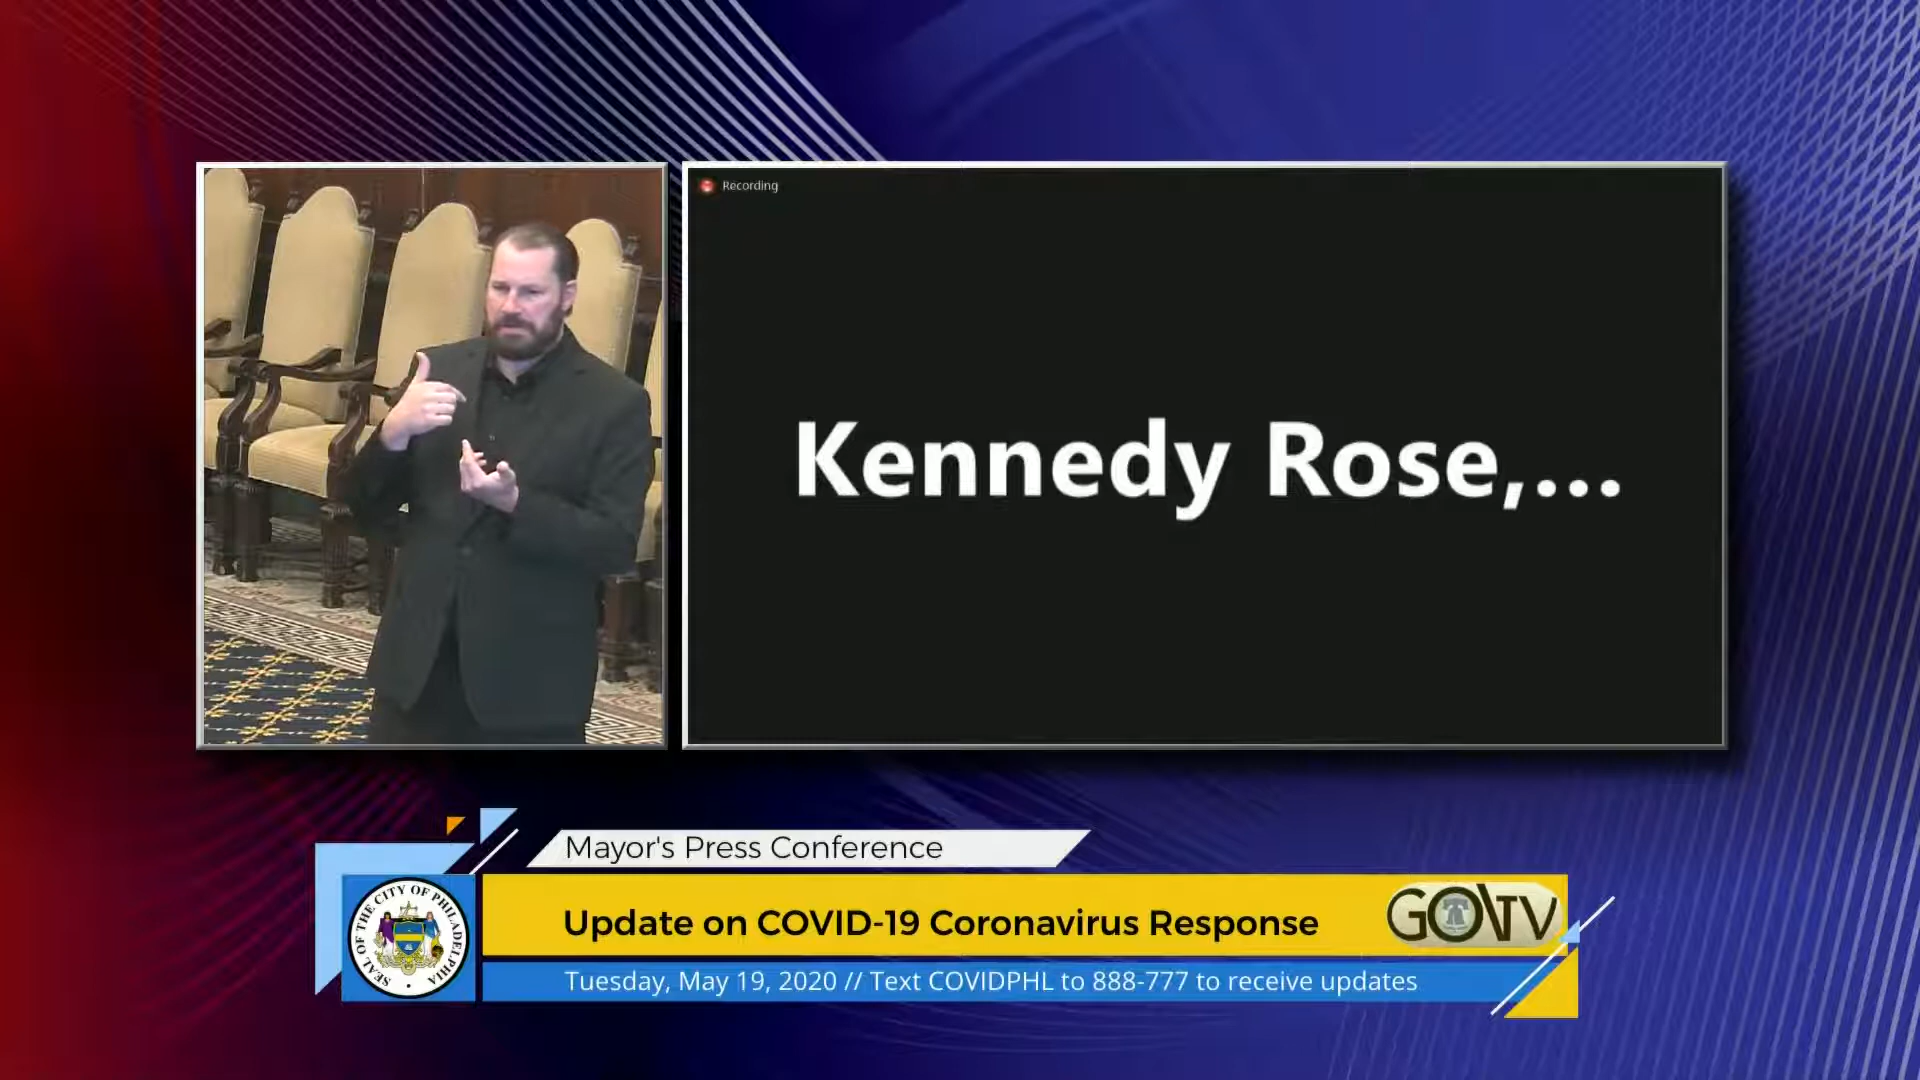 Recording
Kennedy Rose,...
Mayor's Press Conference
SEAL OF THE CITY OF PHILADELPHIA
Update on COVID-19 Coronavirus Response
GOVTV
Tuesday, May 19, 2020 // Text COVIDPHL to 888-777 to receive updates